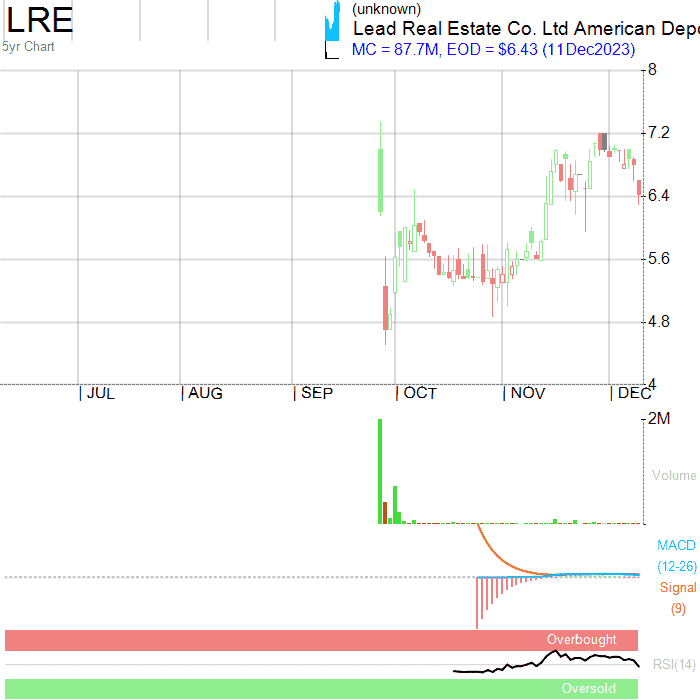 LRE
5yr Chart
(unknown)
Lead Real Estate Co. Ltd American Depo
MC = 87.7M, EOD = $6.43 (11Dec2023)
8
7.2
6.4
5.6
4.8
4
JUL AUG SEP OCT NOV DEC
2M
Volume
MACD
(12-26)
Signal
(9)
Overbought
RSI(14)
Oversold